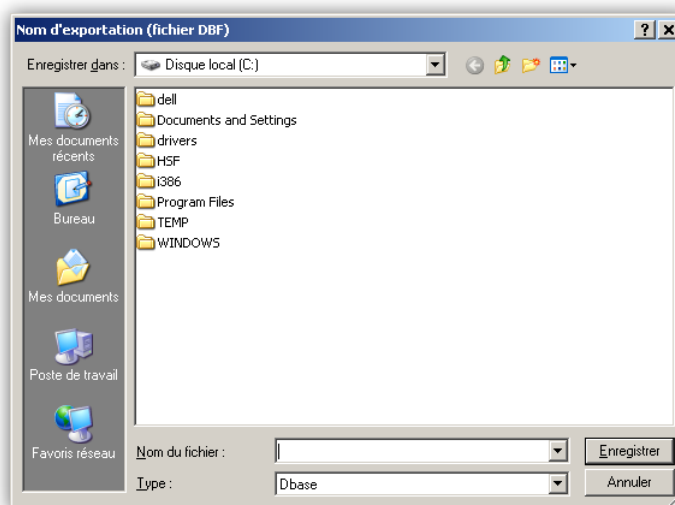 Nom d'exportation (fichier DBF)
Enregistrer dans : Disque local (C:)
dell
Documents and Settings
drivers
HSF
i386
Program Files
TEMP
WINDOWS
Mes documents
récents
Bureau
Mes documents
Poste de travail
Favoris réseau
Nom du fichier : Enregistrer
Type : Dbase Annuler